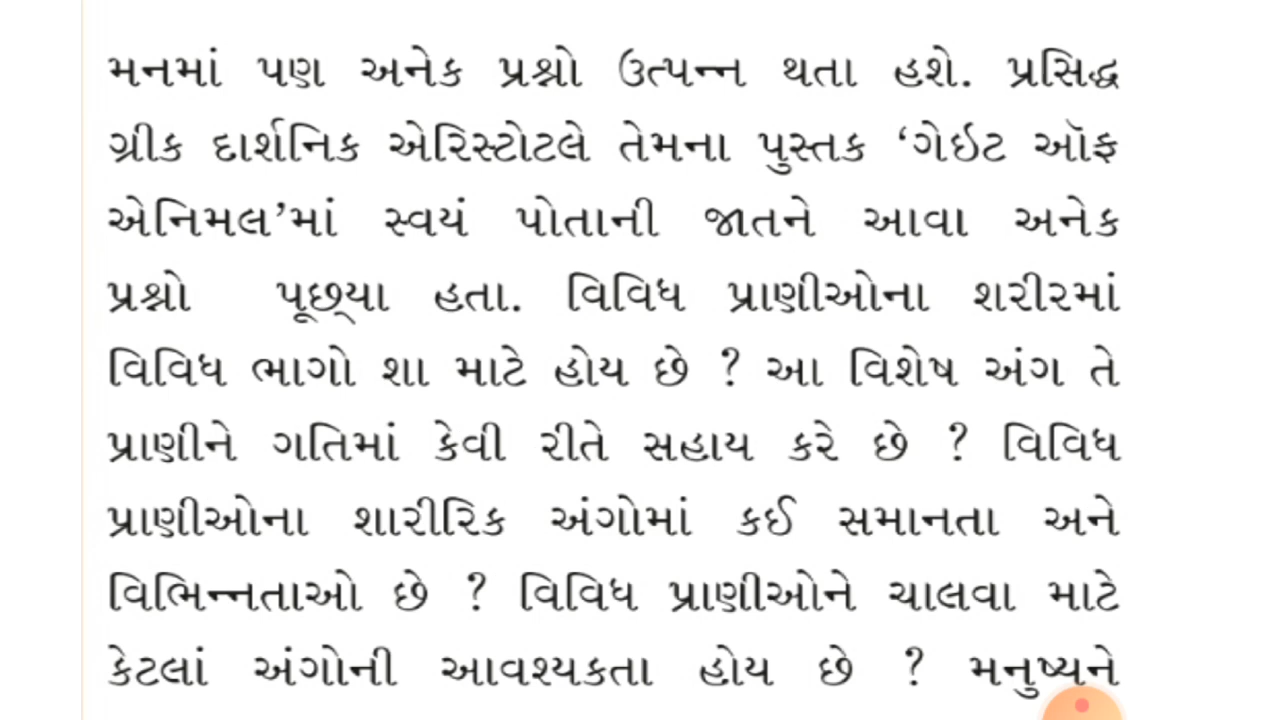 મનમાં પણ અનેક પ્રશ્નો ઉત્પન્ન થતા હશે. પ્રસિદ્ધ
ગ્રીક દાર્શનિક એરિસ્ટોટલે તેમના પુસ્તક ‘ગેઇટ ઑફ
એનિમલ’માં સ્વયં પોતાની જાતને આવા અનેક
પ્રશ્નો પૂછ્યા હતા. વિવિધ પ્રાણીઓના શરીરમાં
વિવિધ ભાગો શા માટે હોય છે ? આ વિશેષ અંગ તે
પ્રાણીને ગતિમાં કેવી રીતે સહાય કરે છે ? વિવિધ
પ્રાણીઓના શારીરિક અંગોમાં કઈ સમાનતા અને
વિભિન્નતાઓ છે ? વિવિધ પ્રાણીઓને ચાલવા માટે
કેટલાં અંગોની આવશ્યકતા હોય છે ? મનુષ્યને